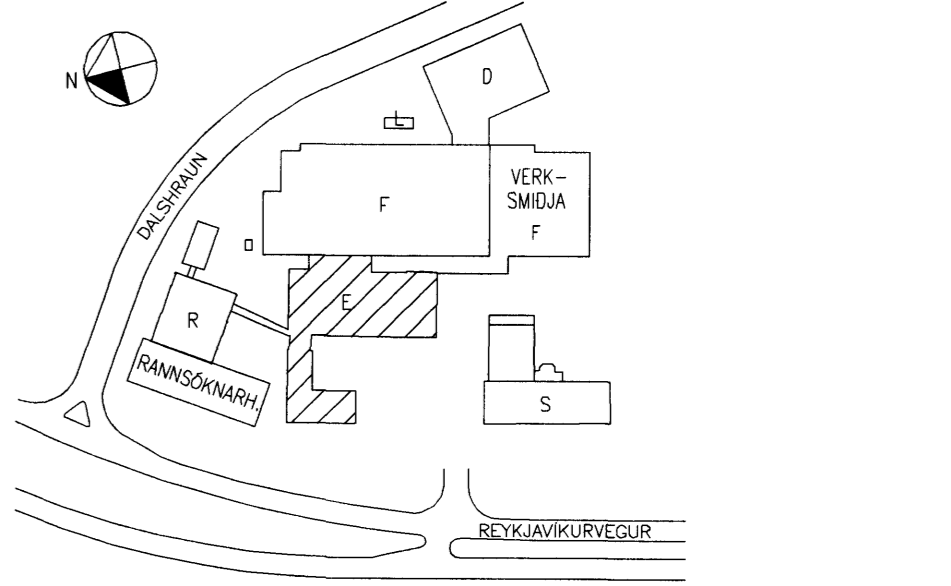 N
D
L
DALSHRAUN
VERK-
SMIÐJA
F
F
E
R
RANNSÓKNARH.
S
REYKJAVÍKURVEGUR